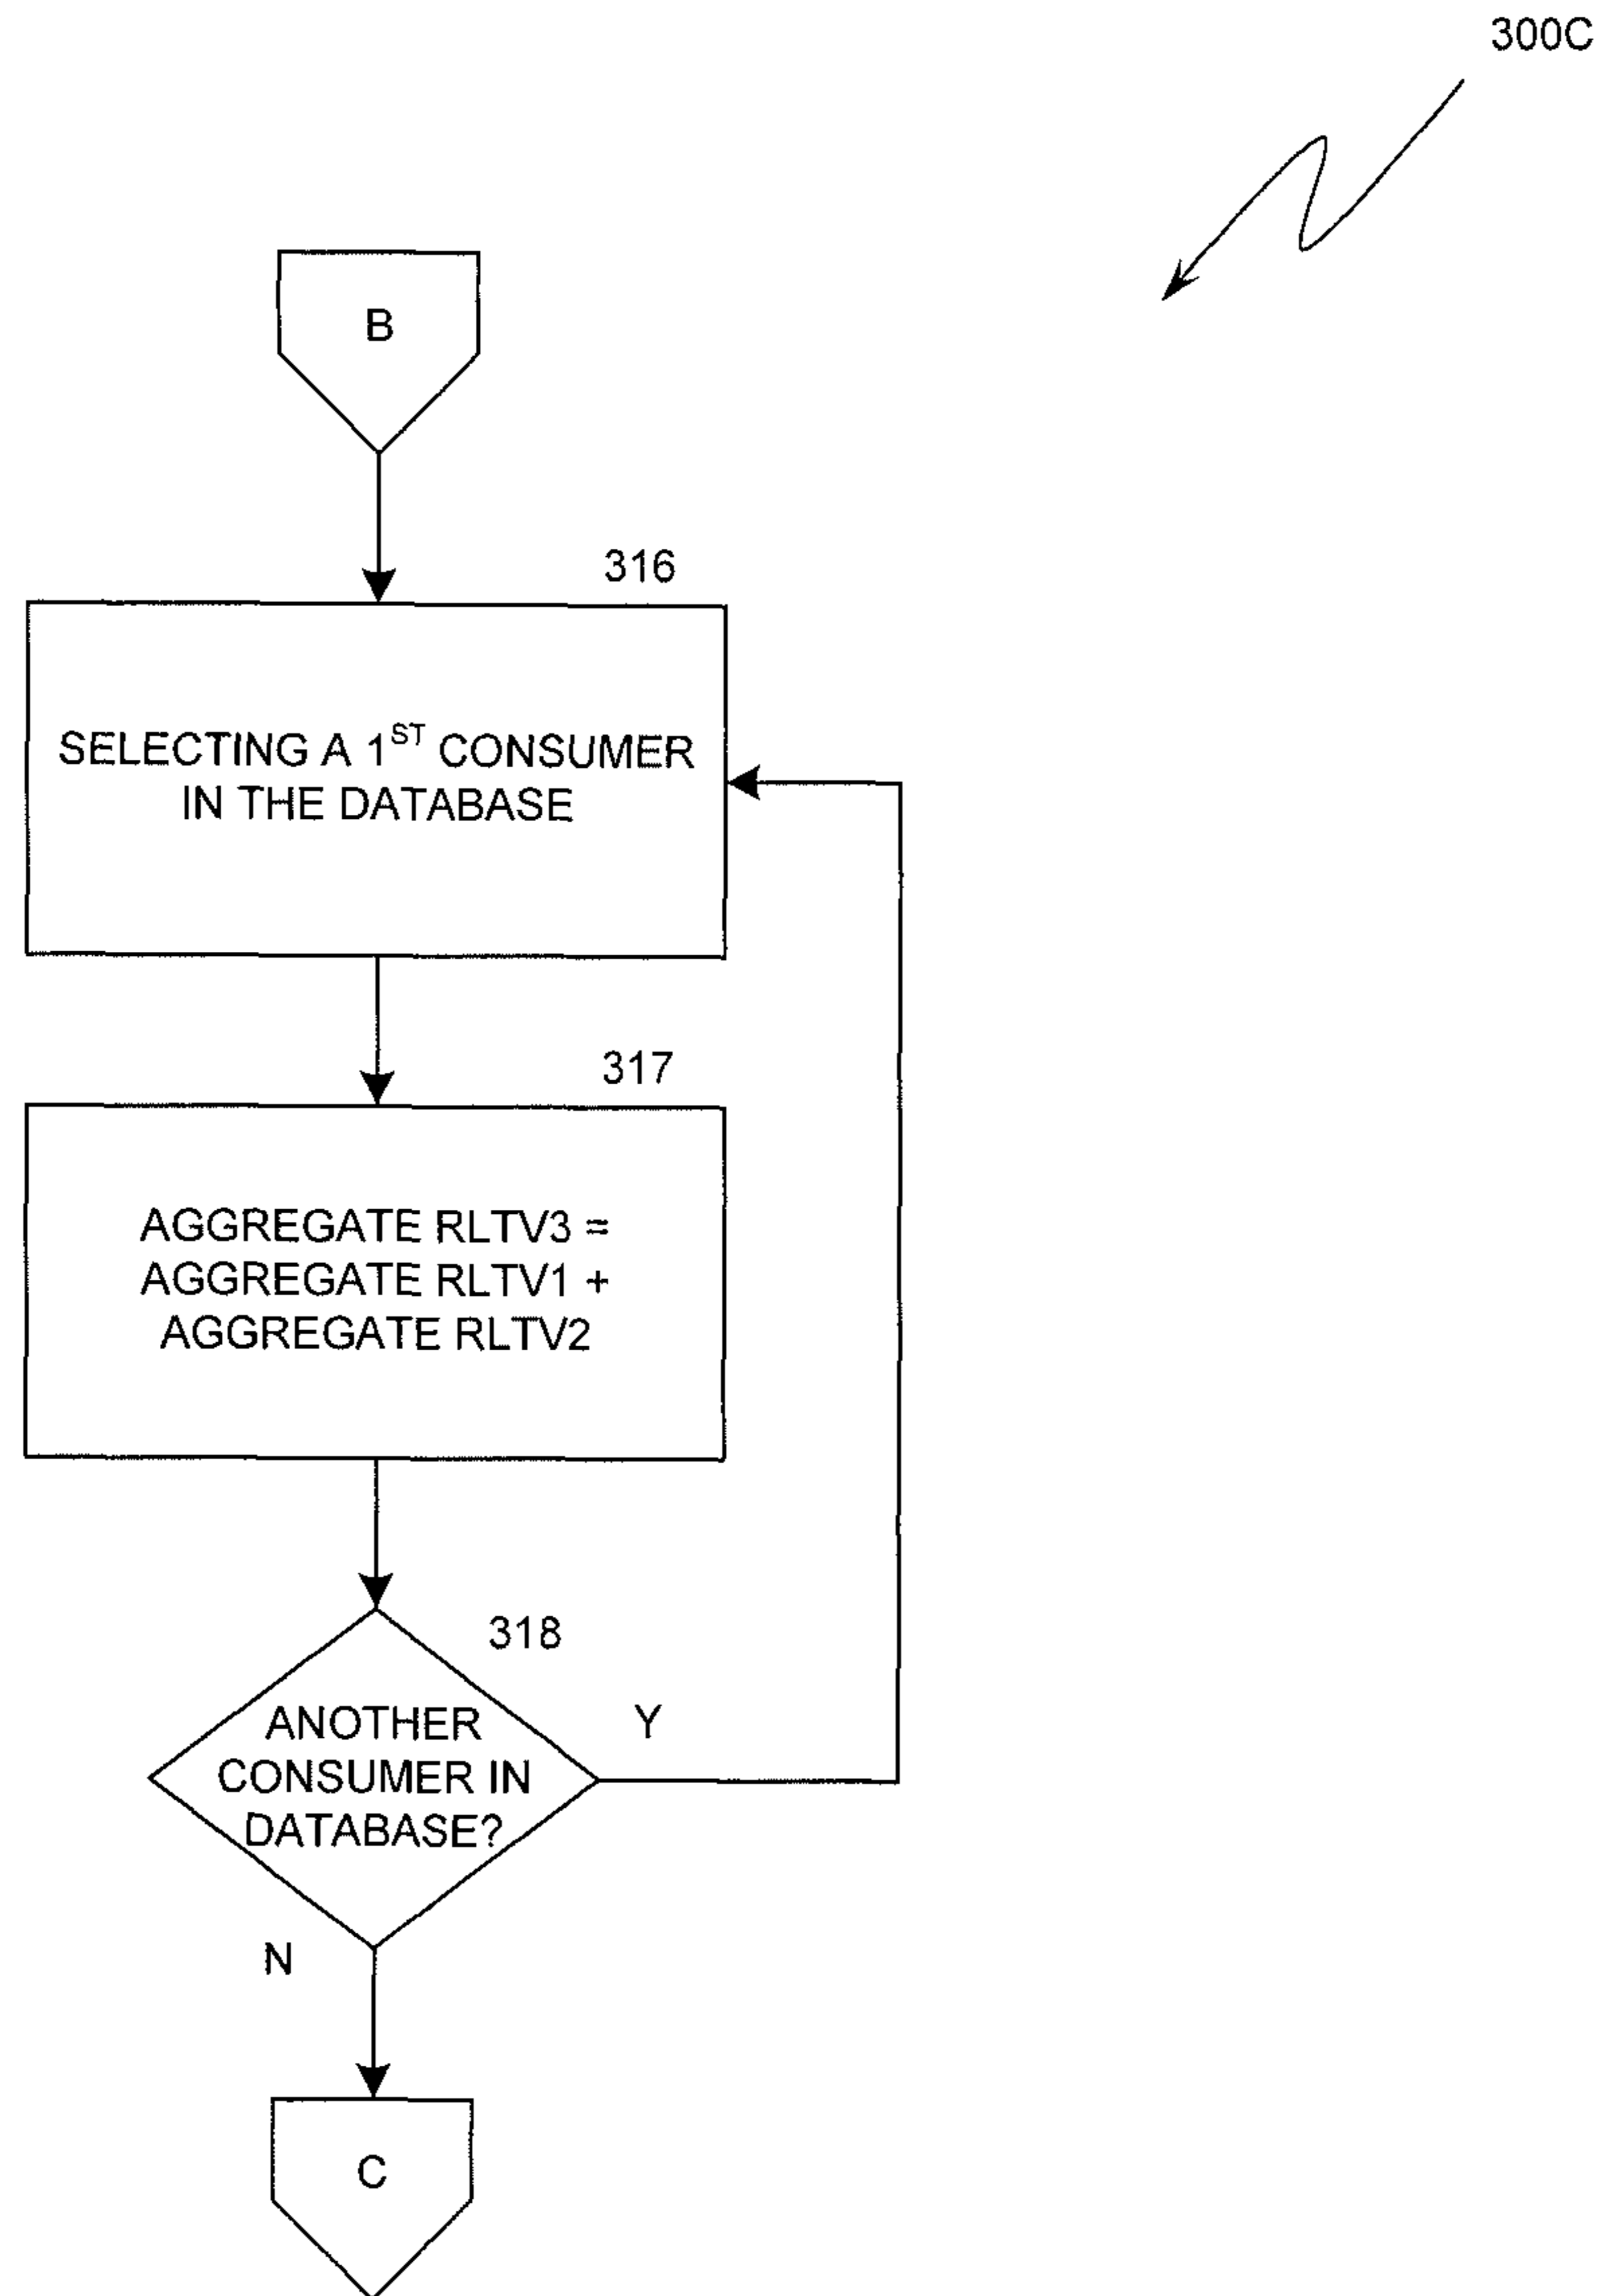 300C
B
316
SELECTING A 1ST CONSUMER
IN THE DATABASE
317
AGGREGATE RLTV3 =
AGGREGATE RLTV1 +
AGGREGATE RLTV2
318
ANOTHER
CONSUMER IN
DATABASE?
Y
N
C